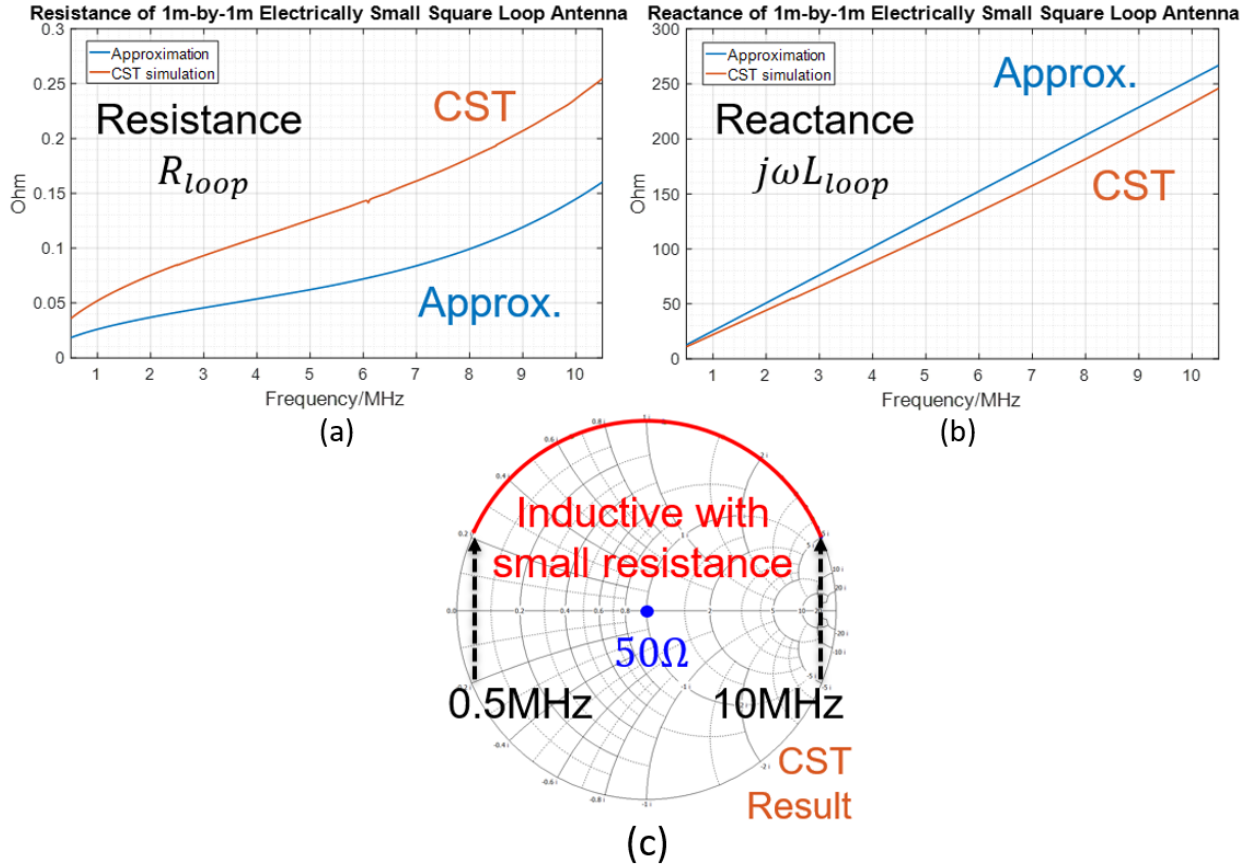 Resistance of 1m-by-1m Electrically Small Square Loop Antenna
0.3
0.25
0.2
0.15
0.1
0.05
0
Ohm
Approximation
CST simulation
Resistance
R_loop
CST
Approx.
1 2 3 4 5 6 7 8 9 10
Frequency/MHz
(a)
Reactance of 1m-by-1m Electrically Small Square Loop Antenna
300
250
200
150
100
50
0
Ohm
Approximation
CST simulation
Reactance
jωL_loop
Approx.
CST
1 2 3 4 5 6 7 8 9 10
Frequency/MHz
(b)
Inductive with
small resistance
50Ω
0.5MHz
10MHz
CST
Result
(c)